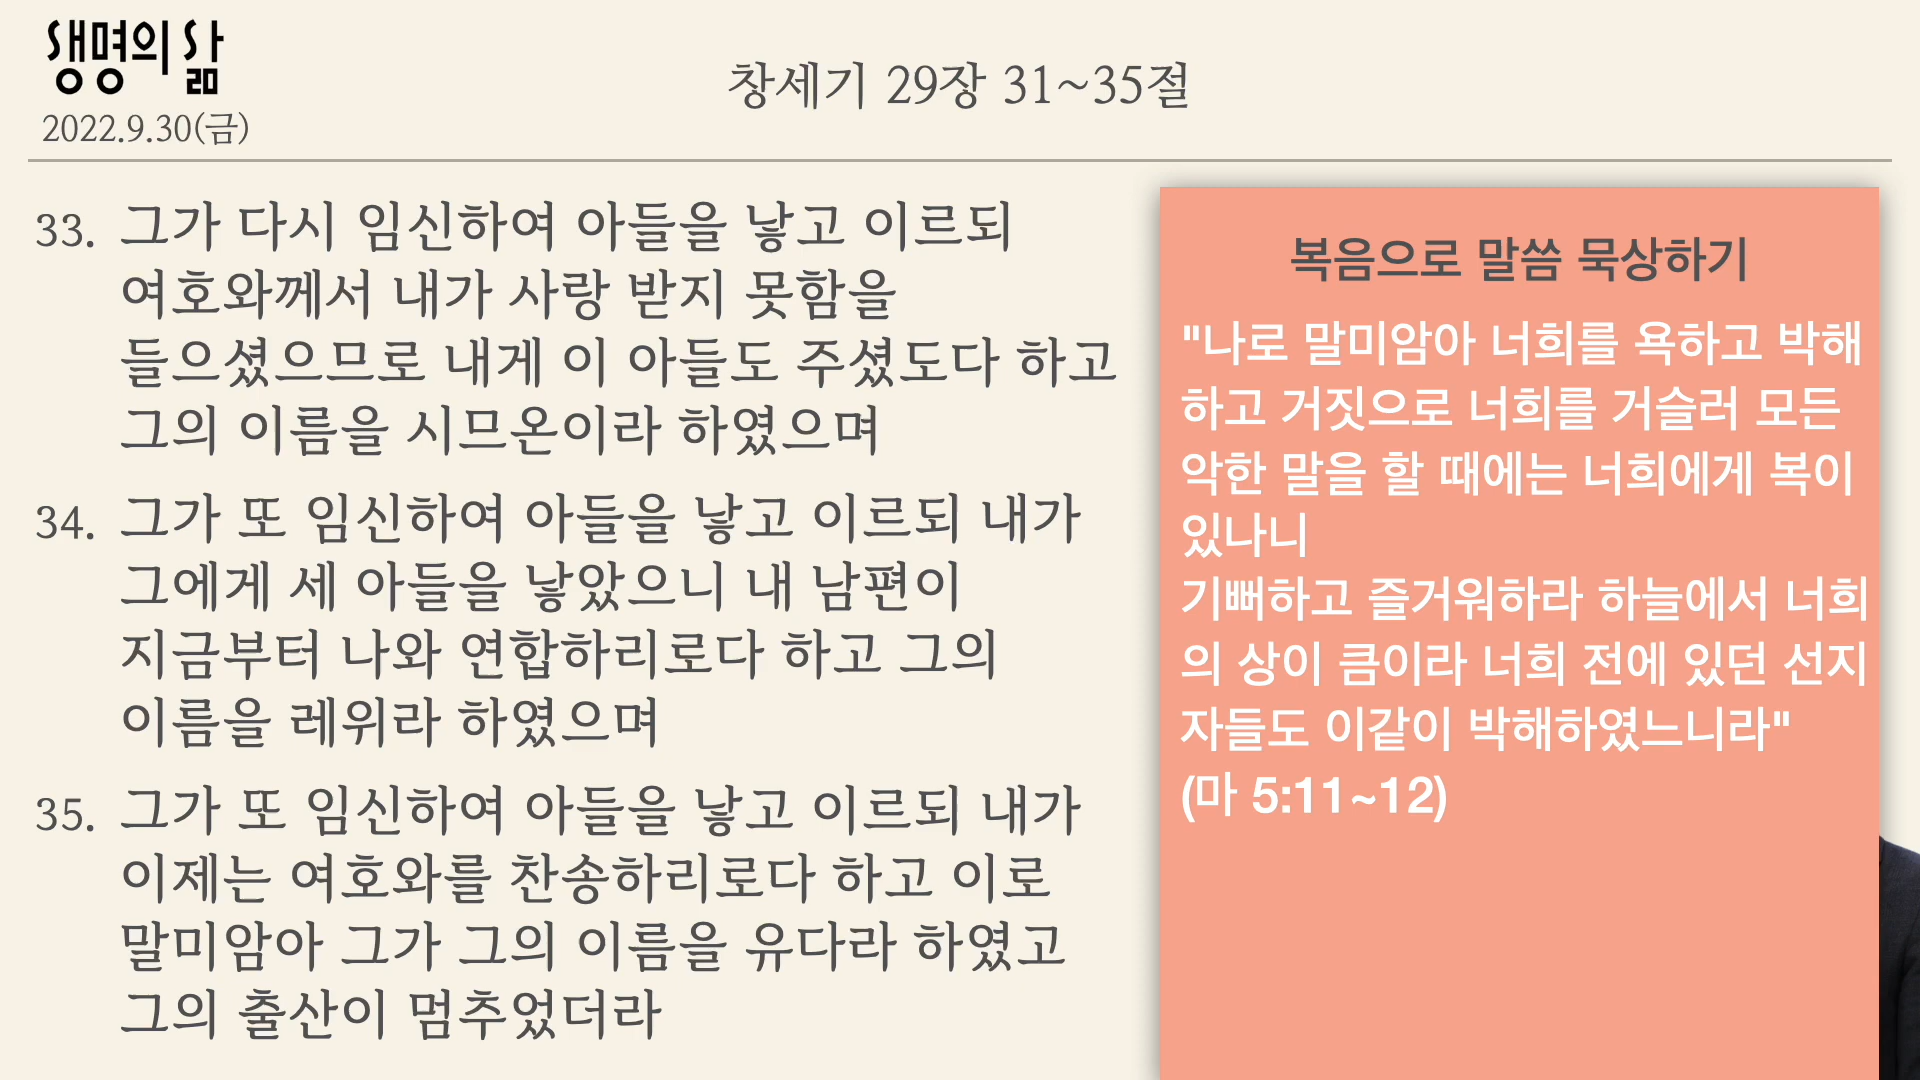 생명의 삶
2022.9.30(금)
창세기 29장 31~35절
33. 그가 다시 임신하여 아들을 낳고 이르되
여호와께서 내가 사랑 받지 못함을
들으셨으므로 내게 이 아들도 주셨도다 하고
그의 이름을 시므온이라 하였으며
34. 그가 또 임신하여 아들을 낳고 이르되 내가
그에게 세 아들을 낳았으니 내 남편이
지금부터 나와 연합하리로다 하고 그의
이름을 레위라 하였으며
35. 그가 또 임신하여 아들을 낳고 이르되 내가
이제는 여호와를 찬송하리로다 하고 이로
말미암아 그가 그의 이름을 유다라 하였고
그의 출산이 멈추었더라
복음으로 말씀 묵상하기
"나로 말미암아 너희를 욕하고 박해
하고 거짓으로 너희를 거슬러 모든
악한 말을 할 때에는 너희에게 복이
있나니
기뻐하고 즐거워하라 하늘에서 너희
의 상이 큼이라 너희 전에 있던 선지
자들도 이같이 박해하였느니라"
(마 5:11~12)